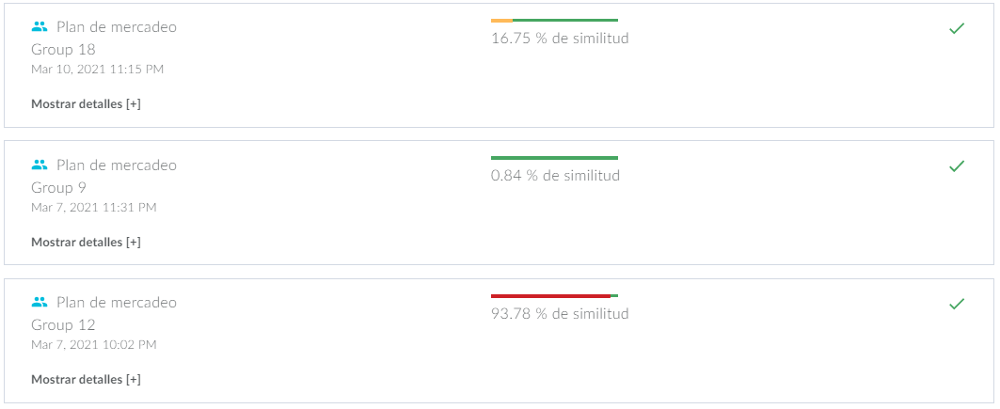 Plan de mercadeo
16.75 % de similitud
Group 18
Mar 10, 2021 11:15 PM
Mostrar detalles [+]
Plan de mercadeo
0.84 % de similitud
Group 9
Mar 7, 2021 11:31 PM
Mostrar detalles [+]
Plan de mercadeo
93.78 % de similitud
Group 12
Mar 7, 2021 10:02 PM
Mostrar detalles [+]